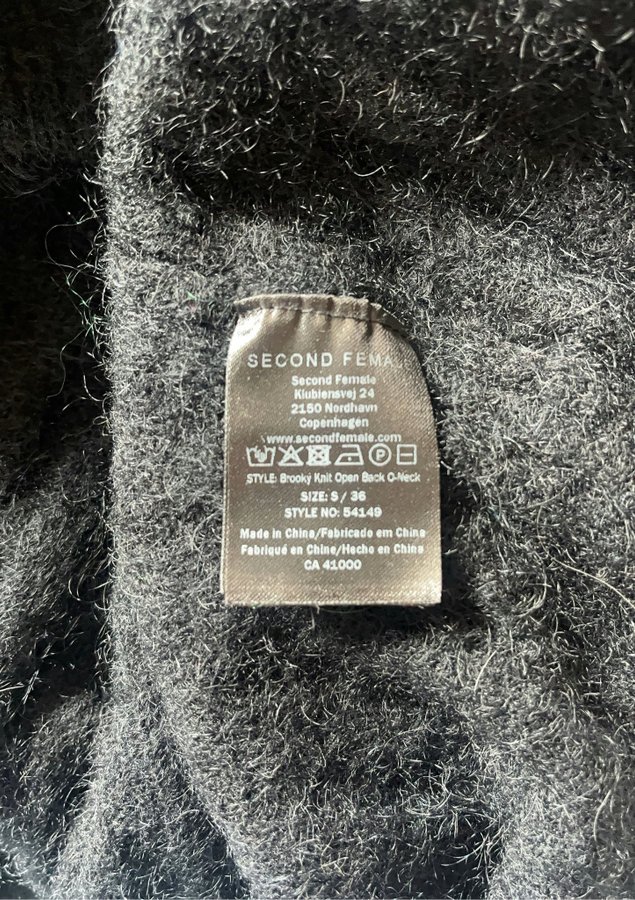 SECOND FEMA
Second Female
Klubiensvej 24
2150 Nordhavn
Copenhagen
www.secondfemale.com
STYLE: Brooky Knit Open Back O-Neck
SIZE: S / 36
STYLE NO: 54149
Made in China/Fabricado em China
Fabriqué en Chine/Hecho en China
CA 41000